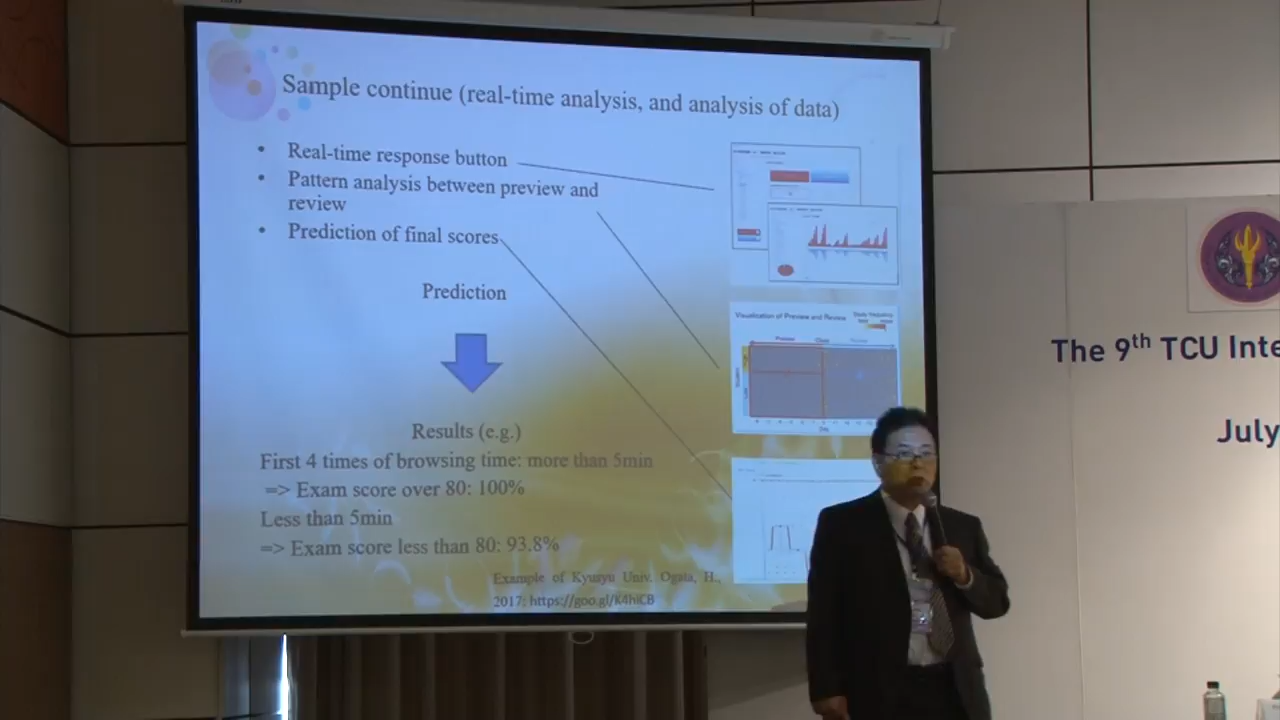 Sample continue (real-time analysis, and analysis of data)
• Real-time response button
• Pattern analysis between preview and
review
• Prediction of final scores
Prediction
Results (e.g.)
First 4 times of browsing time: more than 5min
=> Exam score over 80: 100%
Less than 5min
=> Exam score less than 80: 93.8%
Example of Kyusyu Univ. Ogata, H.,
2017; https://goo.gl/K4hiCB
Visualization of Preview and Review
Preview
Class
Day
The 9th TCU Inte
July